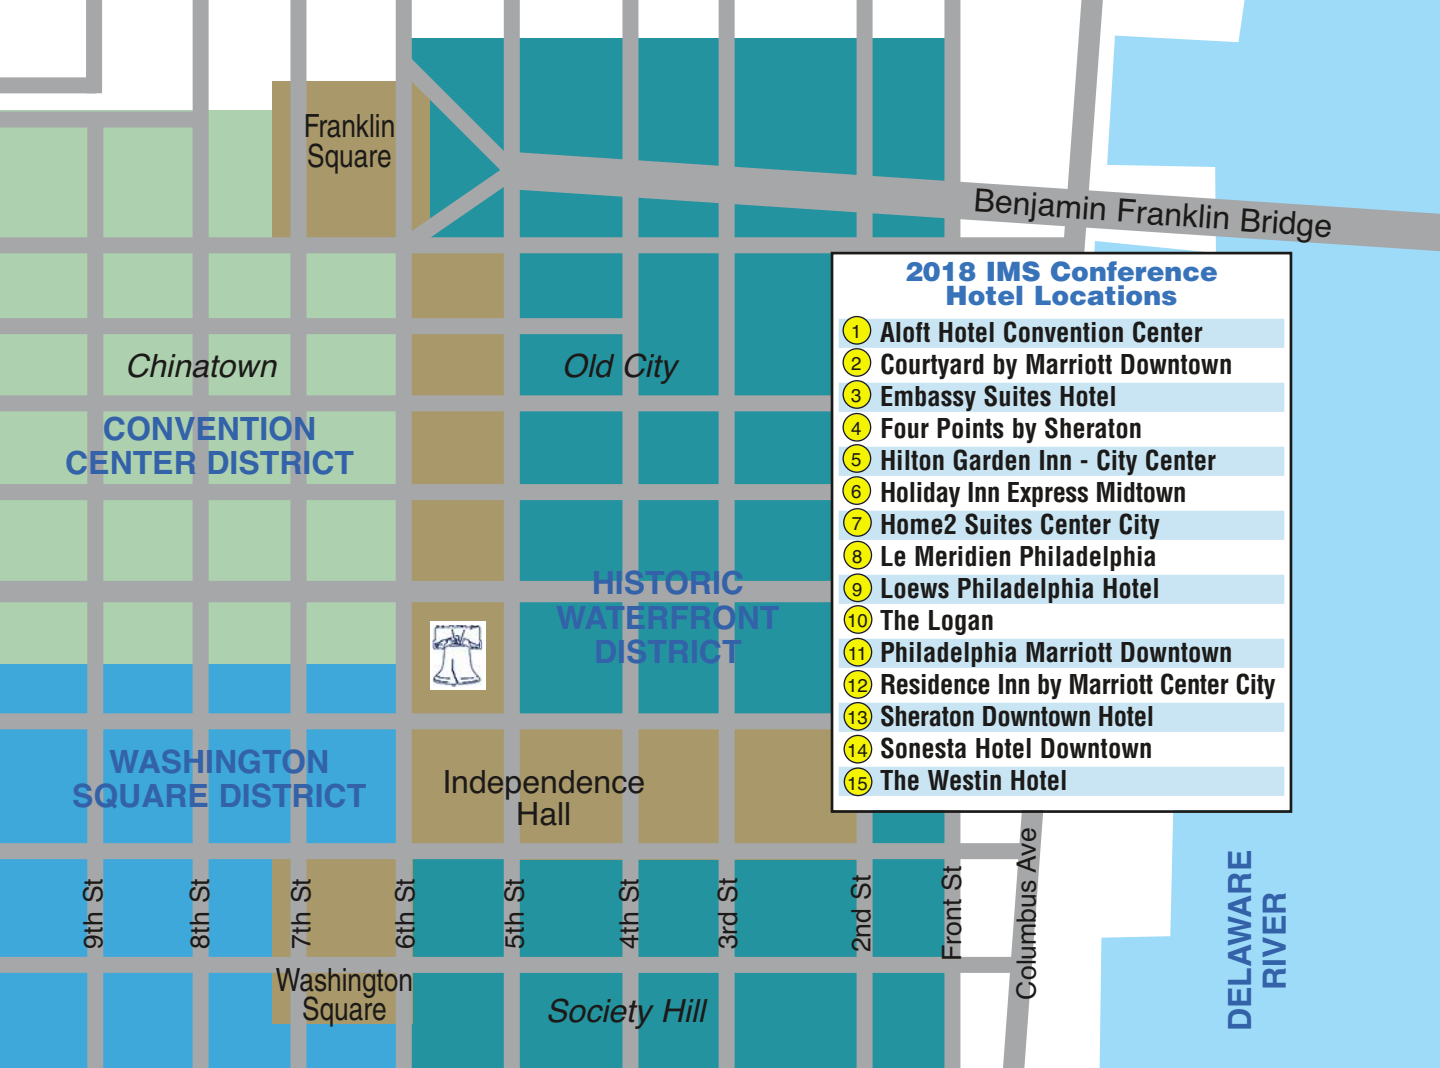 Franklin
Square
Benjamin Franklin Bridge
2018 IMS Conference
Hotel Locations
1 Aloft Hotel Convention Center
2 Courtyard by Marriott Downtown
3 Embassy Suites Hotel
4 Four Points by Sheraton
5 Hilton Garden Inn - City Center
6 Holiday Inn Express Midtown
7 Home2 Suites Center City
8 Le Meridien Philadelphia
9 Loews Philadelphia Hotel
10 The Logan
11 Philadelphia Marriott Downtown
12 Residence Inn by Marriott Center City
13 Sheraton Downtown Hotel
14 Sonesta Hotel Downtown
15 The Westin Hotel
Chinatown
Old City
CONVENTION
CENTER DISTRICT
HISTORIC
WATERFRONT
DISTRICT
WASHINGTON
SQUARE DISTRICT
Independence
Hall
9th St
8th St
7th St
6th St
5th St
4th St
3rd St
2nd St
Front St
Columbus Ave
DELAWARE
RIVER
Washington
Square
Society Hill